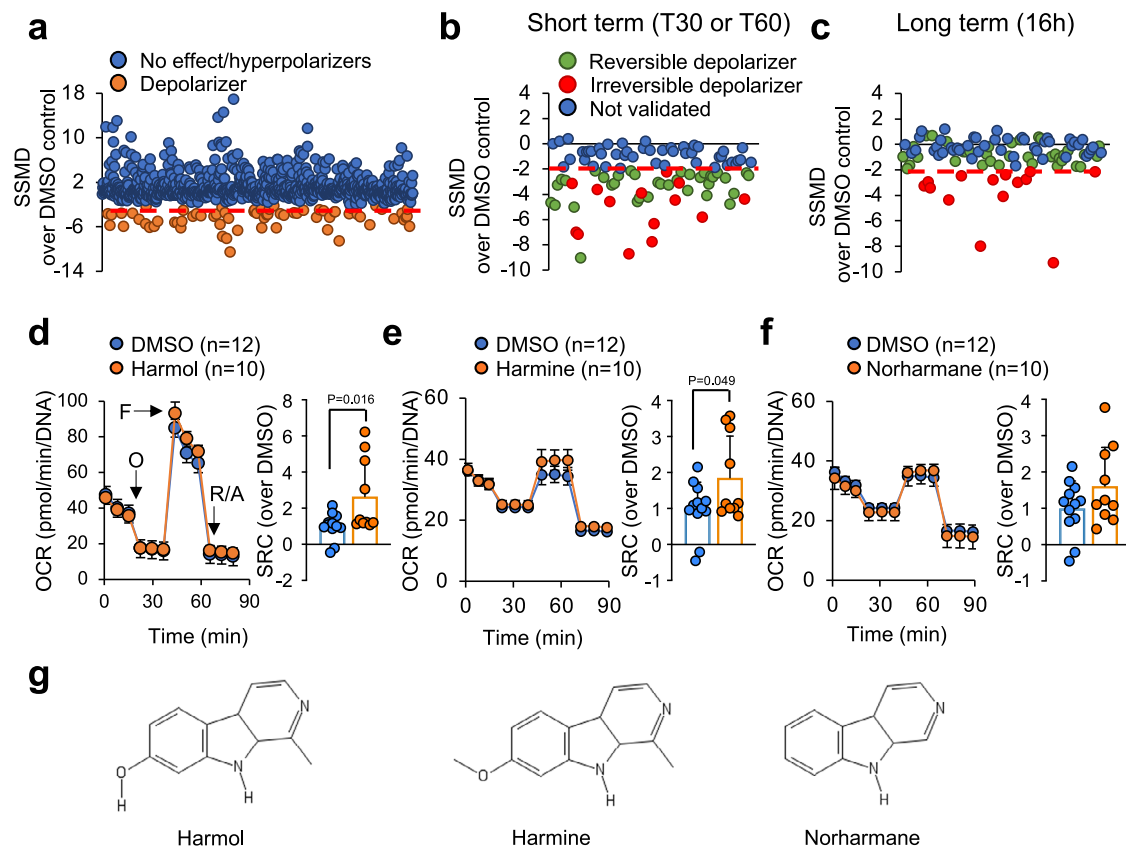 a
No effect/hyperpolarizers
Depolarizer
SSMD
over DMSO control
18
10
2
-6
-14
b
Short term (T30 or T60)
Reversible depolarizer
Irreversible depolarizer
Not validated
SSMD
over DMSO control
4
2
0
-2
-4
-6
-8
-10
c
Long term (16h)
SSMD
over DMSO control
4
2
0
-2
-4
-6
-8
-10
d
DMSO (n=12)
Harmol (n=10)
OCR (pmol/min/DNA)
100
80
60
40
20
0
F
O
R/A
0 30 60 90
Time (min)
P=0.016
SRC (over DMSO)
6
4
2
0
2
e
DMSO (n=12)
Harmine (n=10)
OCR (pmol/min/DNA)
60
40
20
0
0 30 60 90
Time (min)
P=0.049
SRC (over DMSO)
4
3
2
1
0
-1
f
DMSO (n=12)
Norharmane (n=10)
OCR (pmol/min/DNA)
60
40
20
0
0 30 60 90
Time (min)
SRC (over DMSO)
4
3
2
1
0
-1
g
N
O
H
N
H
Harmol
N
O
N
H
Harmine
N
N
H
Norharmane